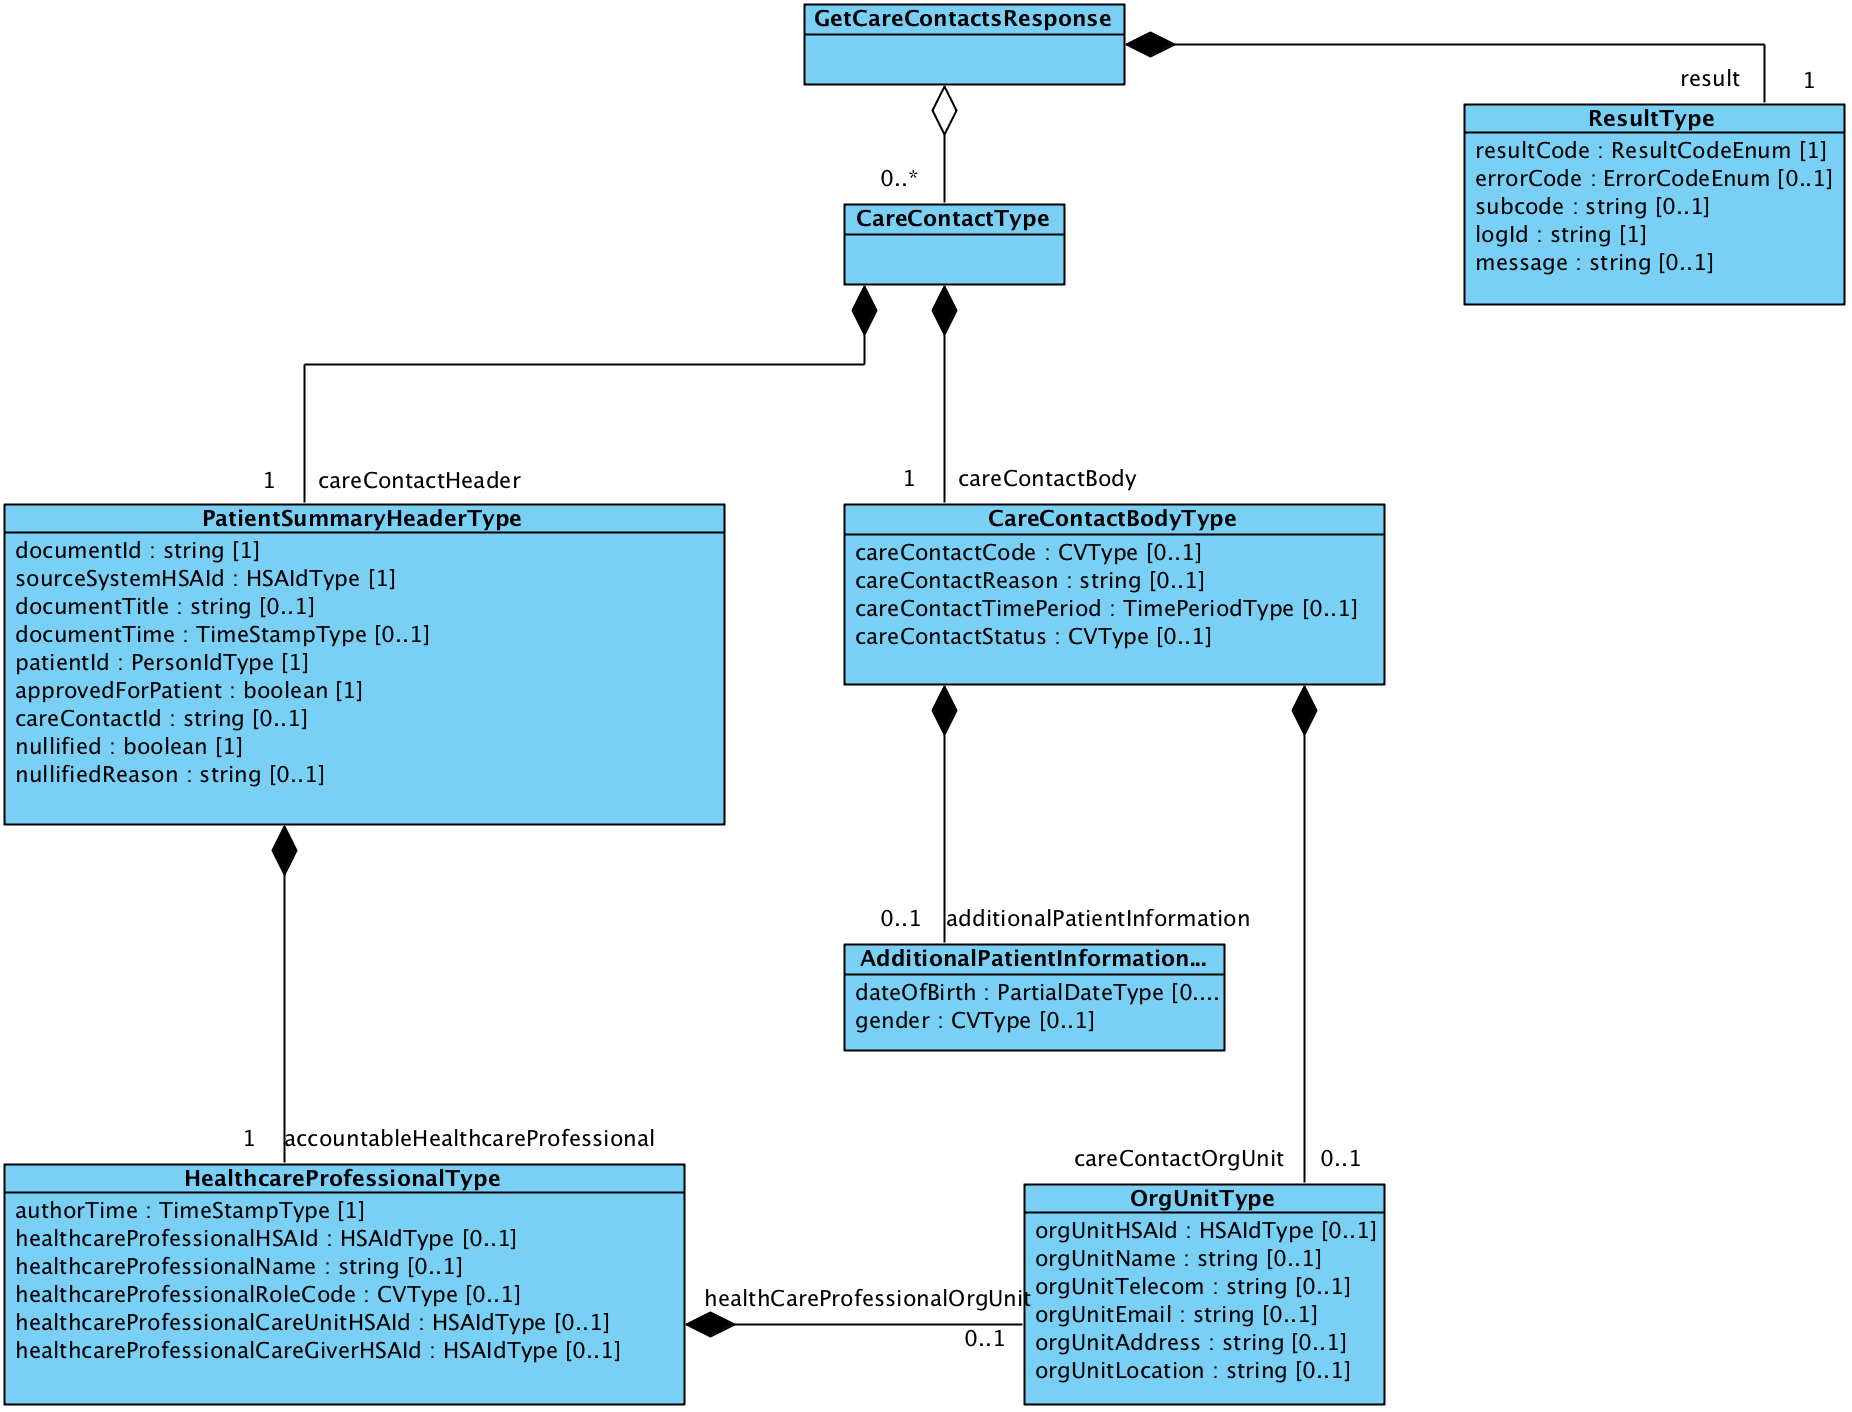 GetCareContactsResponse
result
1
ResultType
resultCode : ResultCodeEnum [1]
errorCode : ErrorCodeEnum [0..1]
subcode : string [0..1]
logId : string [1]
message : string [0..1]
0..*
CareContactType
1
careContactHeader
1
careContactBody
PatientSummaryHeaderType
documentId : string [1]
sourceSystemHSAId : HSAIdType [1]
documentTitle : string [0..1]
documentTime : TimeStampType [0..1]
patientId : PersonIdType [1]
approvedForPatient : boolean [1]
careContactId : string [0..1]
nullified : boolean [1]
nullifiedReason : string [0..1]
CareContactBodyType
careContactCode : CVType [0..1]
careContactReason : string [0..1]
careContactTimePeriod : TimePeriodType [0..1]
careContactStatus : CVType [0..1]
0..1
additionalPatientInformation
AdditionalPatientInformation...
dateOfBirth : PartialDateType [0....
gender : CVType [0..1]
1
accountableHealthcareProfessional
careContactOrgUnit
0..1
HealthcareProfessionalType
authorTime : TimeStampType [1]
healthcareProfessionalHSAId : HSAIdType [0..1]
healthcareProfessionalName : string [0..1]
healthcareProfessionalRoleCode : CVType [0..1]
healthcareProfessionalCareUnitHSAId : HSAIdType [0..1]
healthcareProfessionalCareGiverHSAId : HSAIdType [0..1]
healthCareProfessionalOrgUnit
0..1
OrgUnitType
orgUnitHSAId : HSAIdType [0..1]
orgUnitName : string [0..1]
orgUnitTelecom : string [0..1]
orgUnitEmail : string [0..1]
orgUnitAddress : string [0..1]
orgUnitLocation : string [0..1]